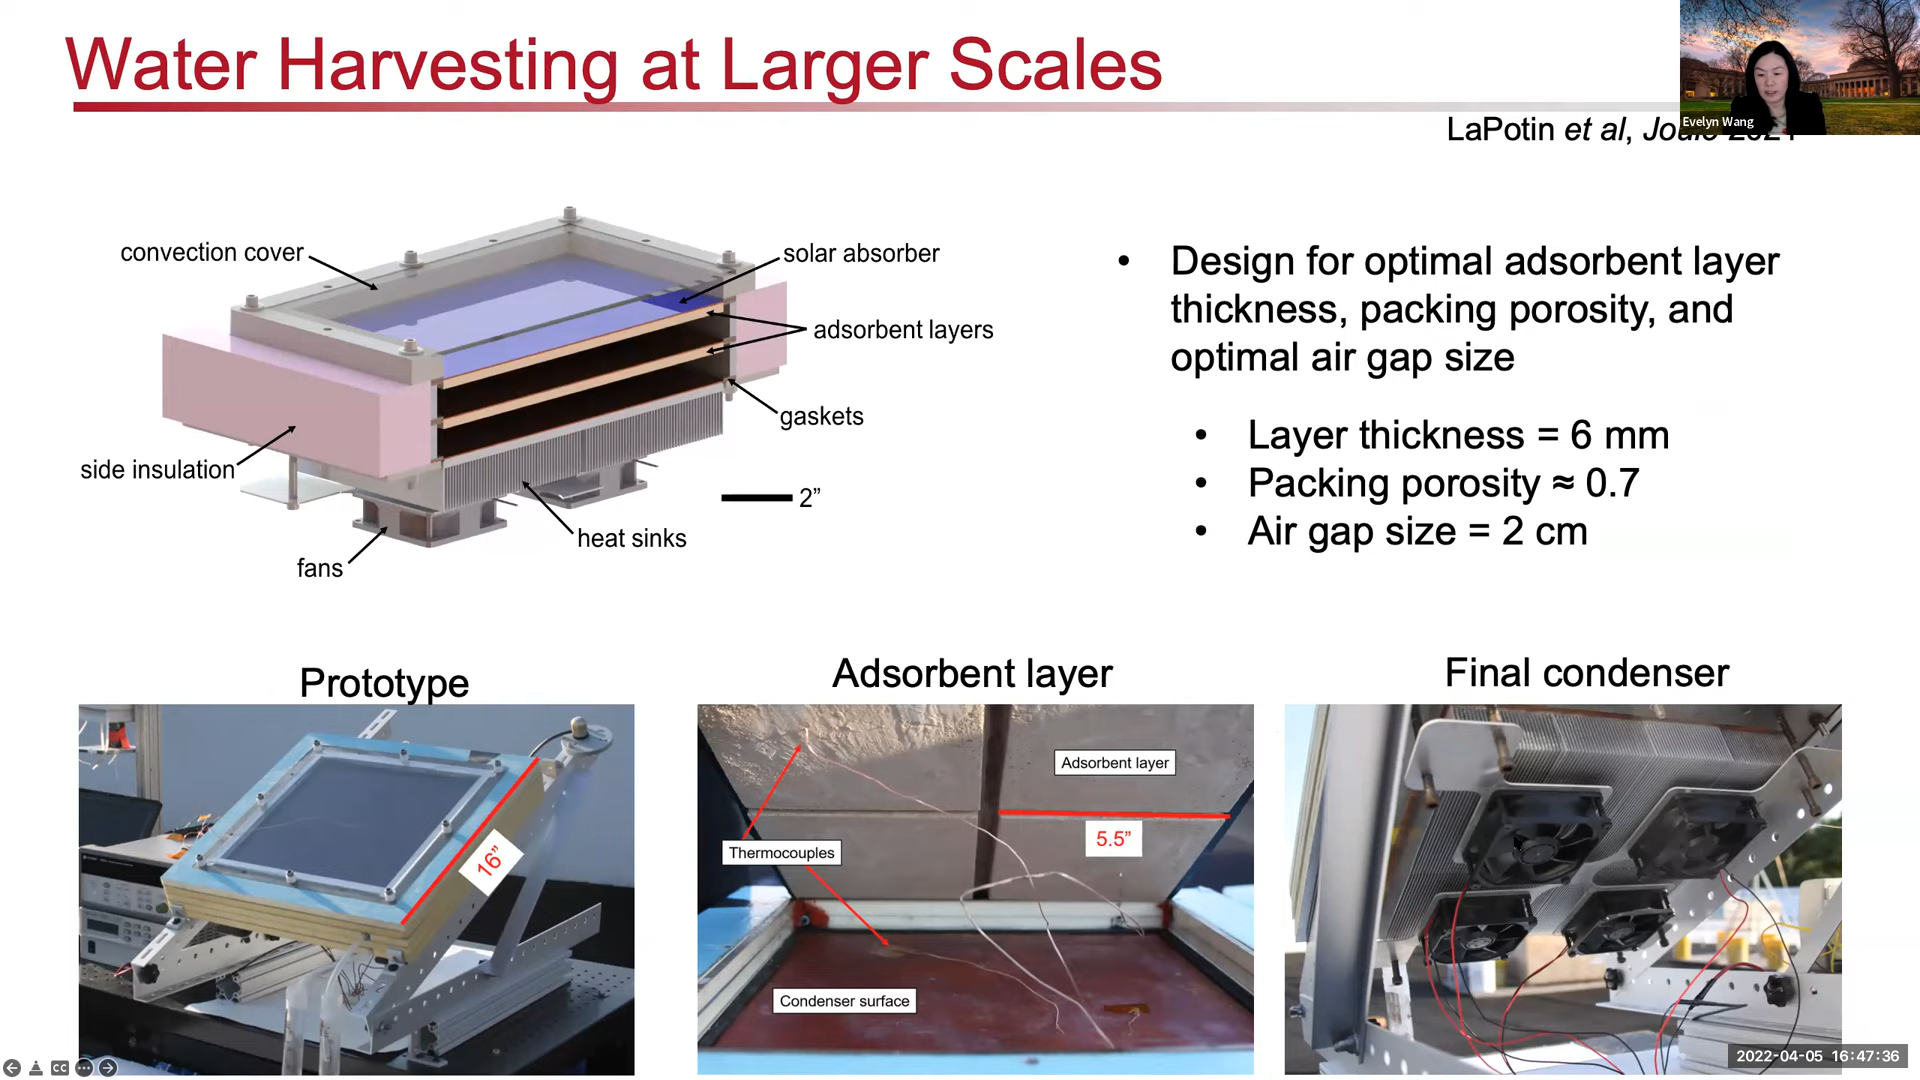 Water Harvesting at Larger Scales
Evelyn Wang
LaPotin et al,
convection cover
solar absorber
adsorbent layers
gaskets
side insulation
2”
heat sinks
fans
• Design for optimal adsorbent layer
thickness, packing porosity, and
optimal air gap size
• Layer thickness = 6 mm
• Packing porosity ≈ 0.7
• Air gap size = 2 cm
Prototype
Adsorbent layer
Final condenser
16”
Adsorbent layer
5.5”
Thermocouples
Condenser surface
CC
2022-04-05 16:47:36